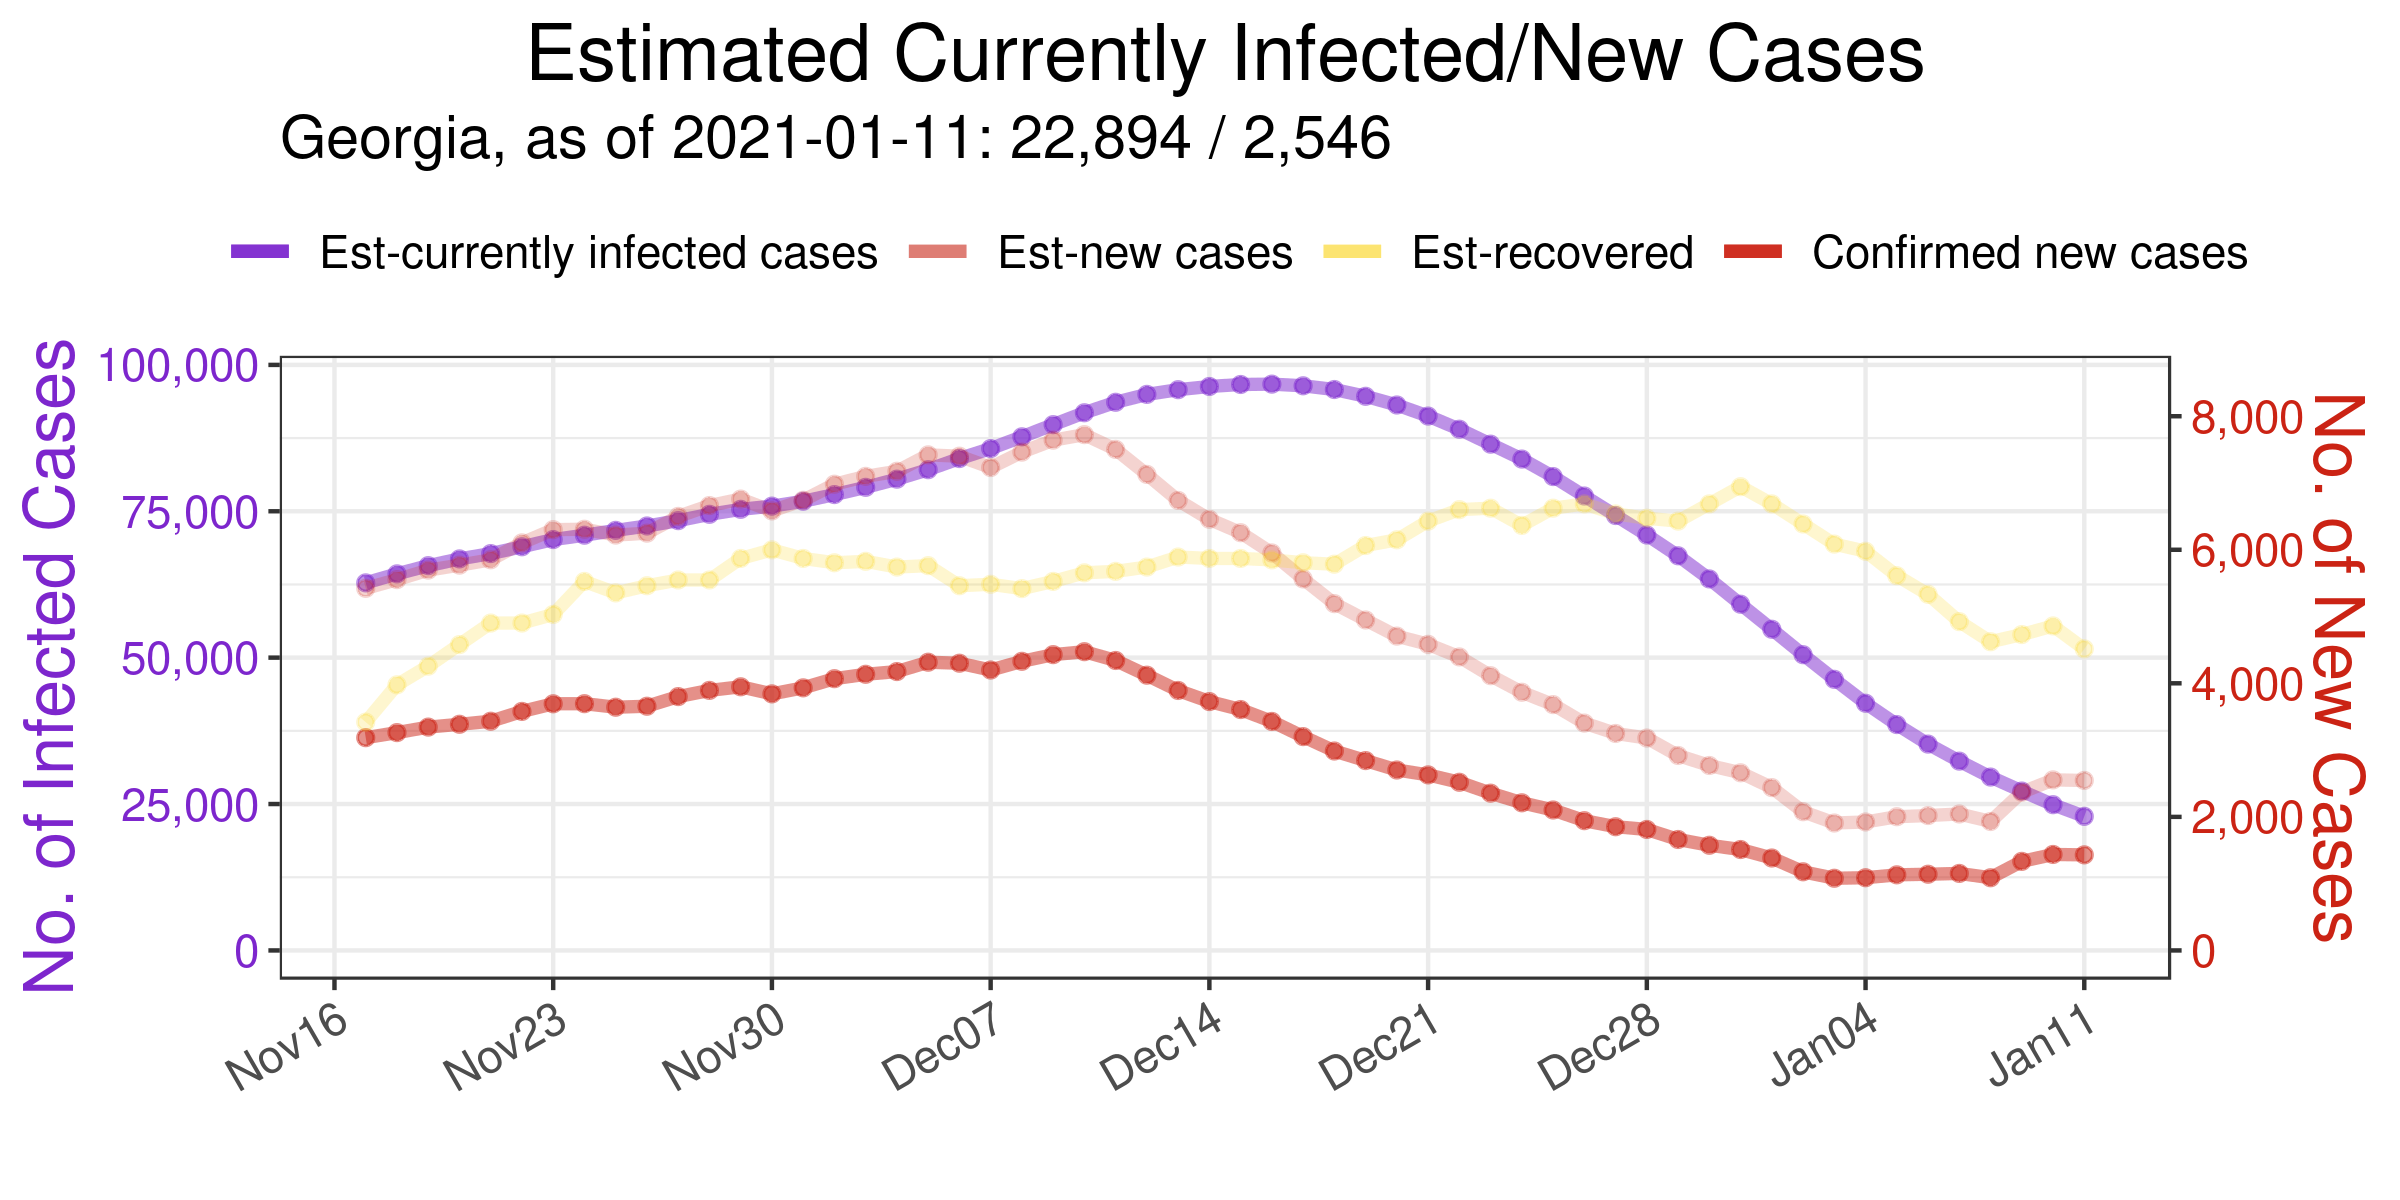 Estimated Currently Infected/New Cases
Georgia, as of 2021-01-11: 22,894 / 2,546
Est-currently infected cases Est-new cases Est-recovered Confirmed new cases
No. of Infected Cases
100,000
75,000
50,000
25,000
0
8,000
6,000
4,000
2,000
0
No. of New Cases
Nov16 Nov23 Nov30 Dec07 Dec14 Dec21 Dec28 Jan04 Jan11